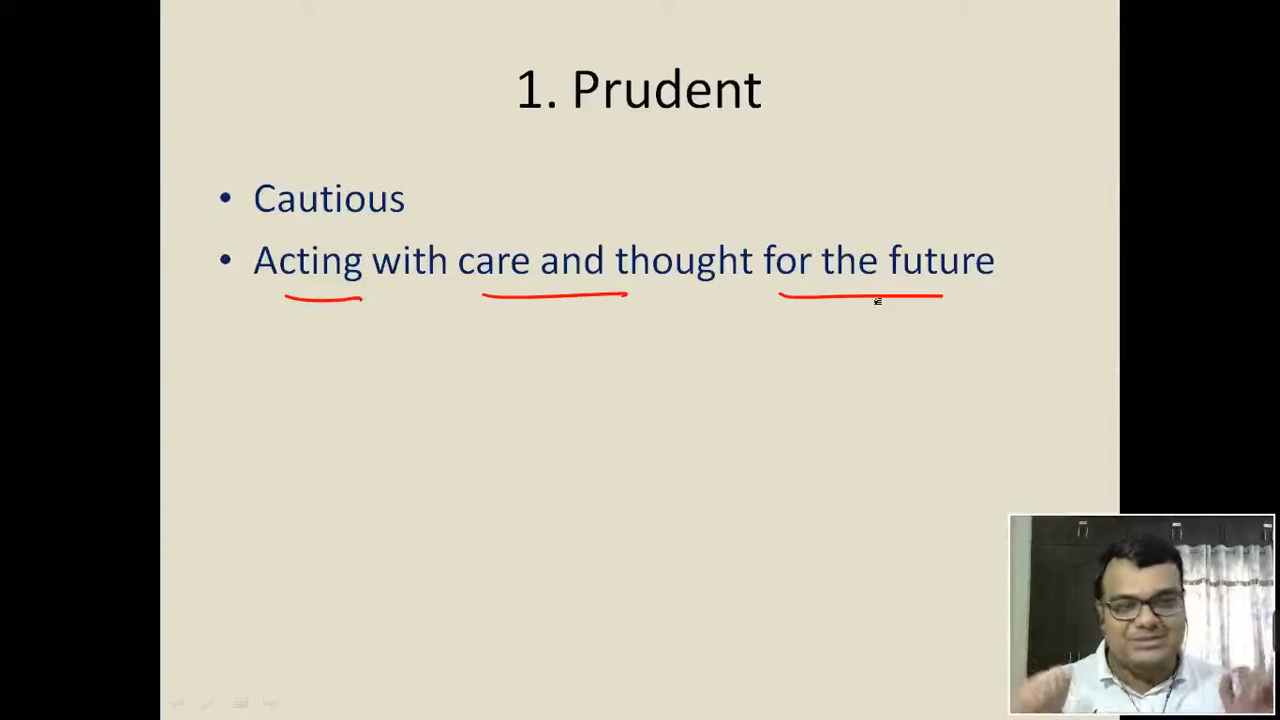 1. Prudent
• Cautious
• Acting with care and thought for the future